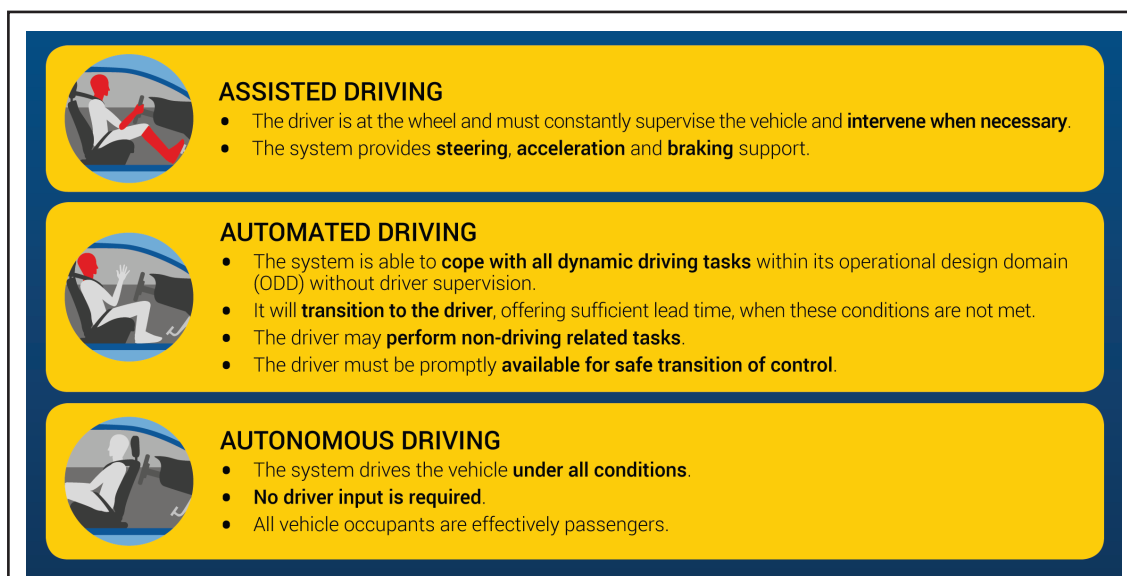 ASSISTED DRIVING
• The driver is at the wheel and must constantly supervise the vehicle and intervene when necessary.
• The system provides steering, acceleration and braking support.
AUTOMATED DRIVING
• The system is able to cope with all dynamic driving tasks within its operational design domain
(ODD) without driver supervision.
• It will transition to the driver, offering sufficient lead time, when these conditions are not met.
• The driver may perform non-driving related tasks.
• The driver must be promptly available for safe transition of control.
AUTONOMOUS DRIVING
• The system drives the vehicle under all conditions.
• No driver input is required.
• All vehicle occupants are effectively passengers.